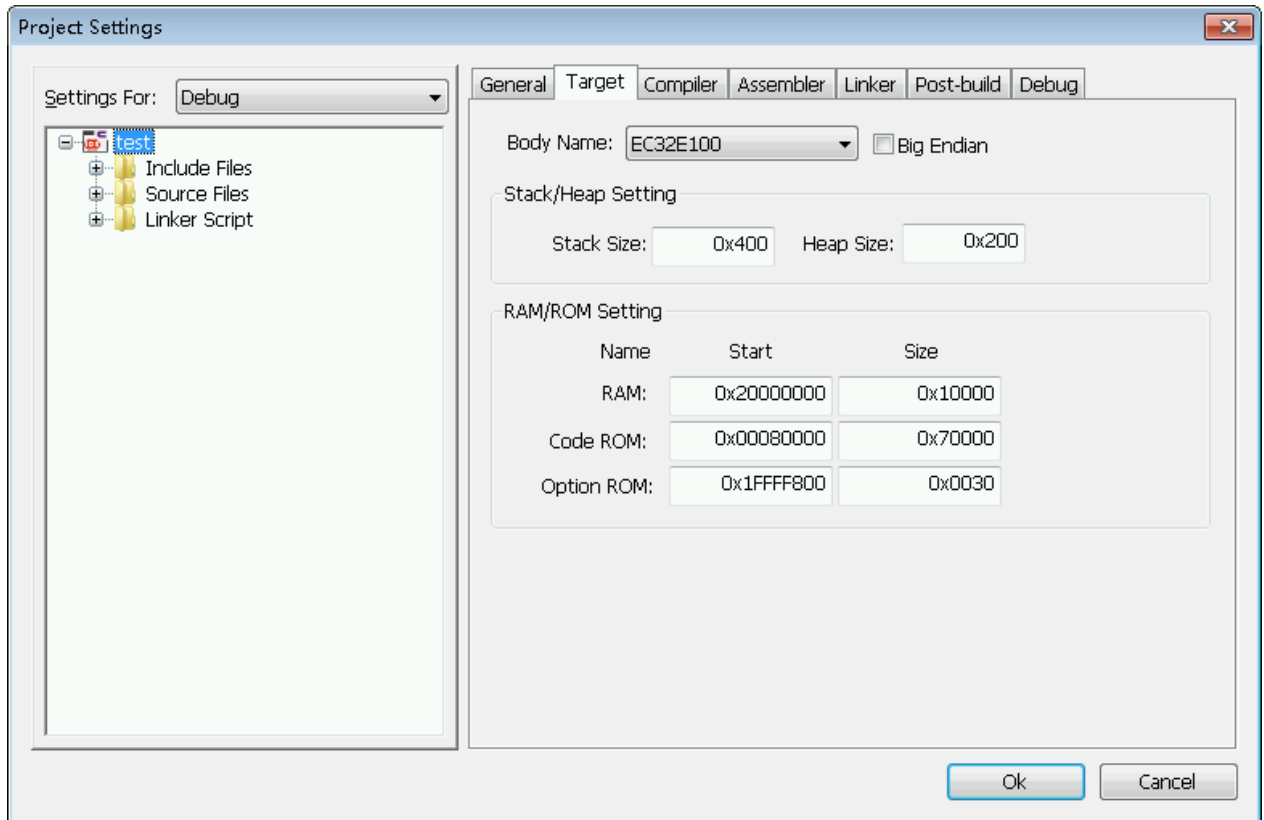 Project Settings
Settings For: Debug
test
Include Files
Source Files
Linker Script
General Target Compiler Assembler Linker Post-build Debug
Body Name: EC32E100 Big Endian
Stack/Heap Setting
Stack Size: 0x400 Heap Size: 0x200
RAM/ROM Setting
Name Start Size
RAM: 0x20000000 0x10000
Code ROM: 0x00080000 0x70000
Option ROM: 0x1FFFF800 0x0030
Ok Cancel